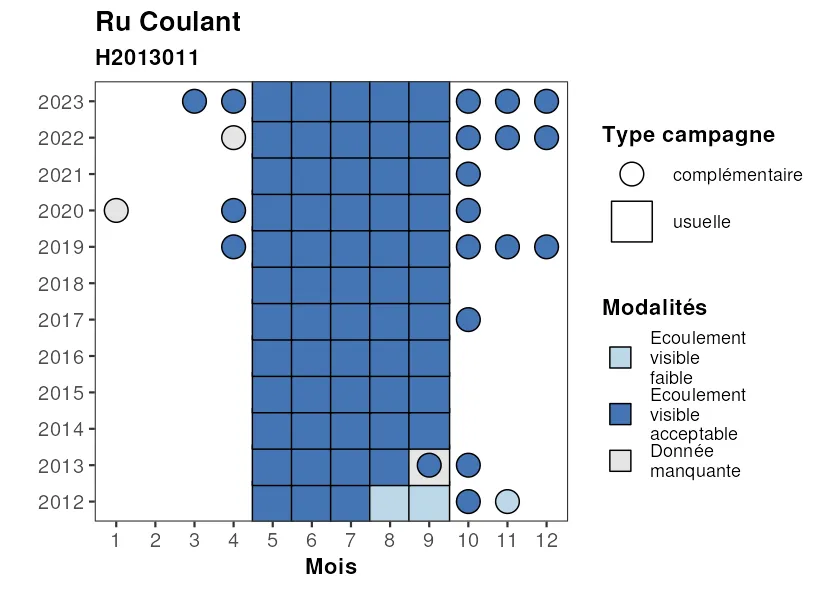 Ru Coulant
H2013011
2023
2022
2021
2020
2019
2018
2017
2016
2015
2014
2013
2012
1 2 3 4 5 6 7 8 9 10 11 12
Mois
Type campagne
complémentaire
usuelle
Modalités
Ecoulement
visible
faible
Ecoulement
visible
acceptable
Donnée
manquante